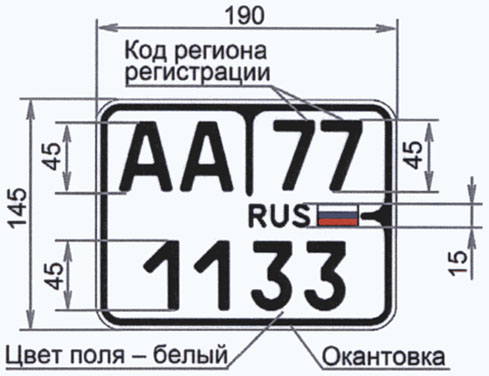 190
Код региона
регистрации
145
45
АА 77
45
RUS
15
45
1133
Цвет поля – белый
Окантовка